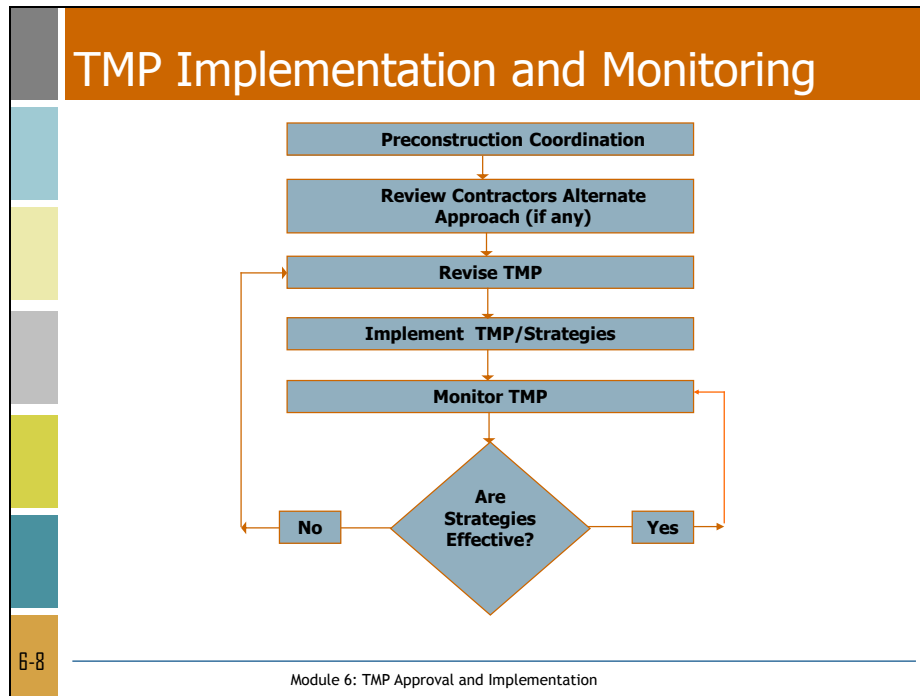 TMP Implementation and Monitoring
Preconstruction Coordination
Review Contractors Alternate
Approach (if any)
Revise TMP
Implement TMP/Strategies
Monitor TMP
Are
Strategies
Effective?
No
Yes
6-8
Module 6: TMP Approval and Implementation